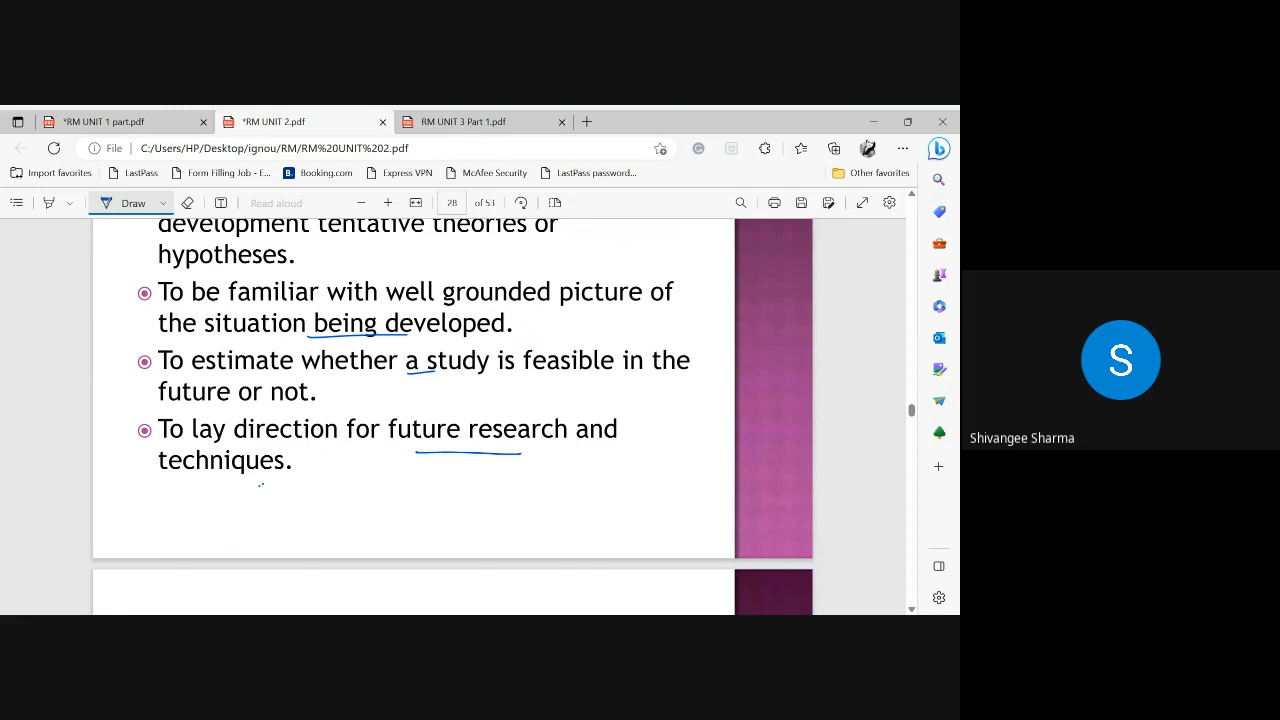 *RM UNIT 1 part.pdf
*RM UNIT 2.pdf
RM UNIT 3 Part 1.pdf
File
C:/Users/HP/Desktop/ignou/RM/RM%20UNIT%202.pdf
Import favorites
LastPass
Form Filling Job - E...
B.
Booking.com
Express VPN
McAfee Security
LastPass password...
Other favorites
Draw
Read aloud
28
of 53
development tentative theories or
hypotheses.
To be familiar with well grounded picture of
the situation being developed.
To estimate whether a study is feasible in the
future or not.
To lay direction for future research and
techniques.
S
Shivangee Sharma